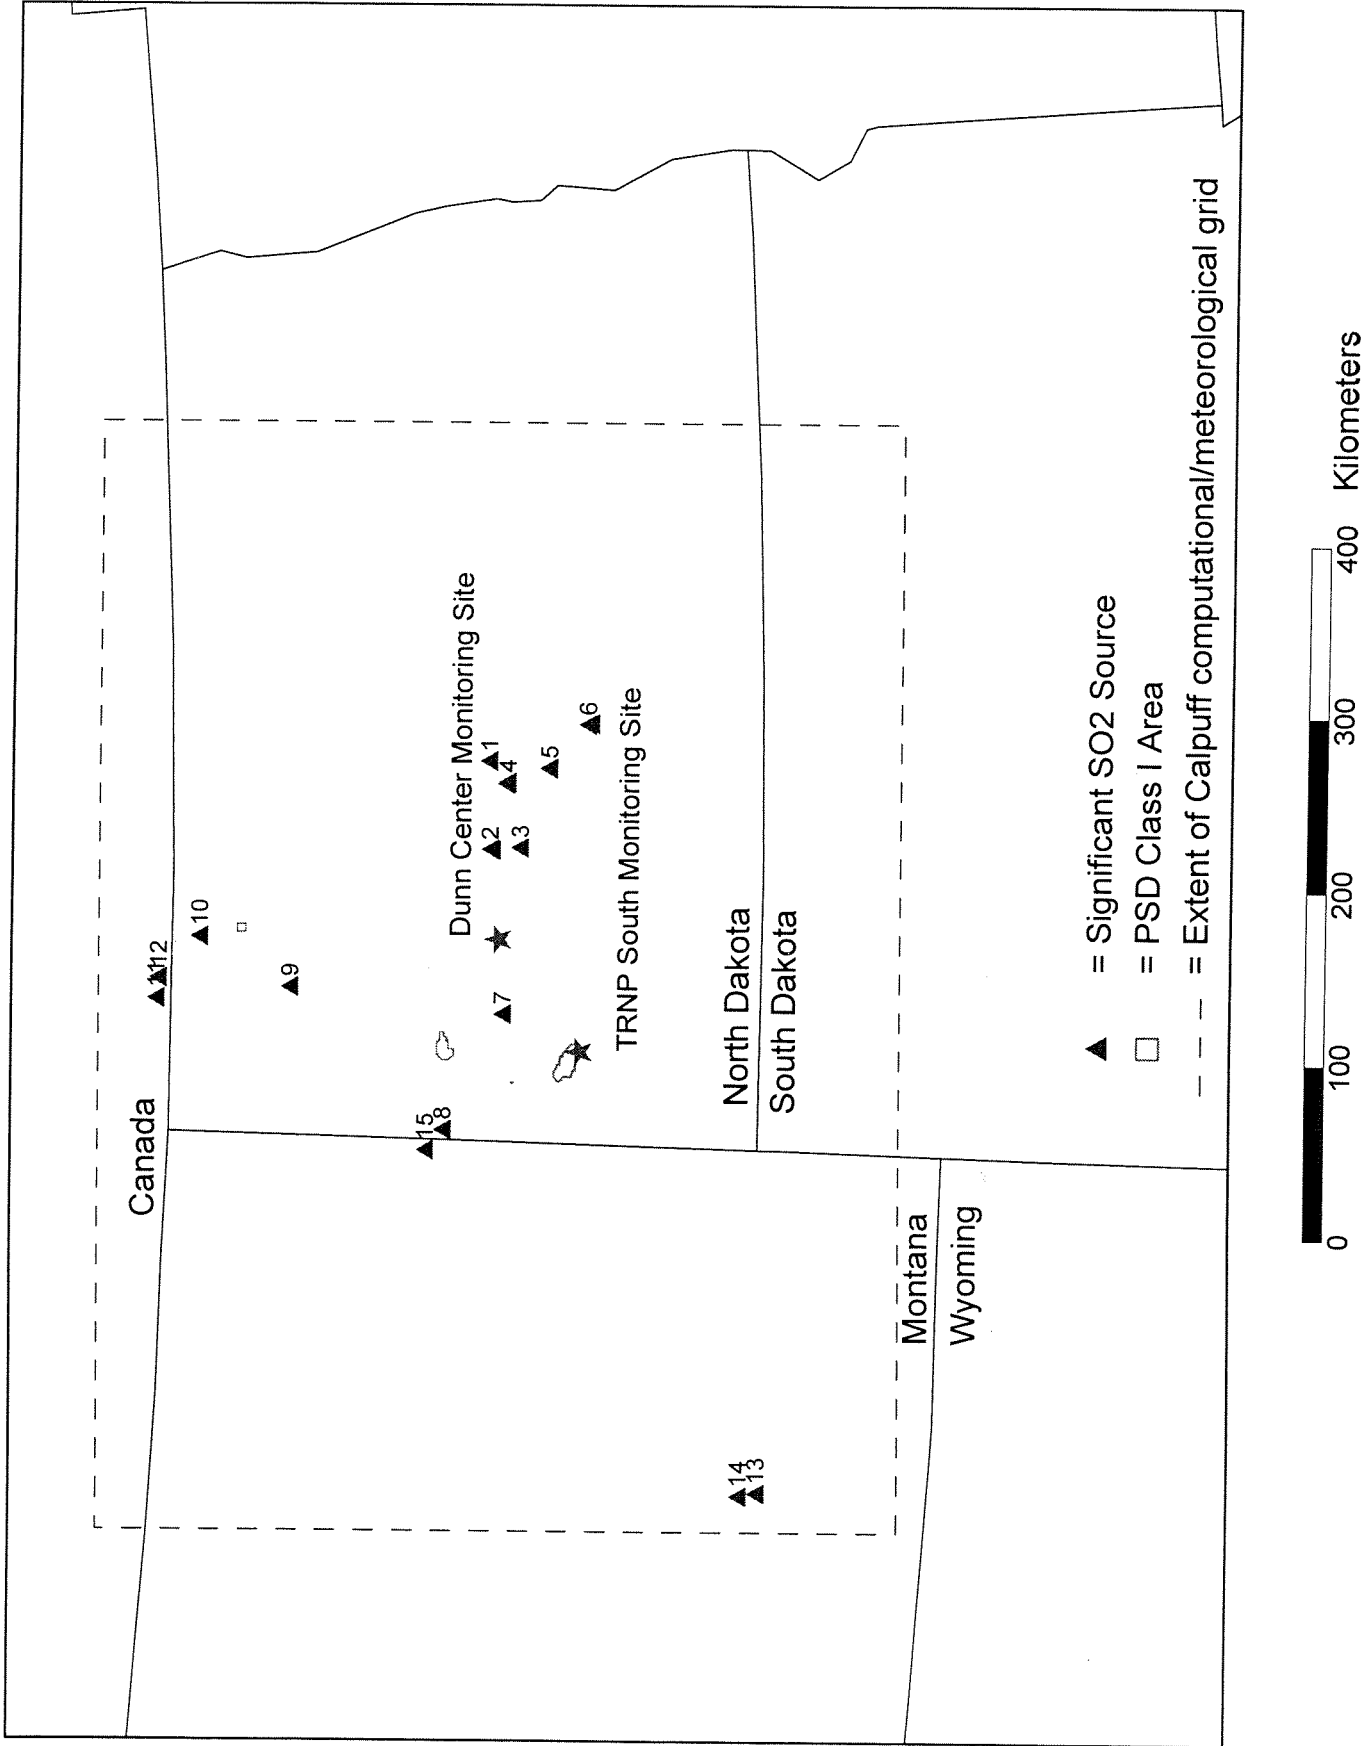 Canada
11
12
10
9
Dunn Center Monitoring Site
15
8
7
2
1
4
3
5
6
TRNP South Monitoring Site
North Dakota
South Dakota
14
13
Montana
Wyoming
= Significant SO2 Source
= PSD Class I Area
= Extent of Calpuff computational/meteorological grid
0 100 200 300 400 Kilometers